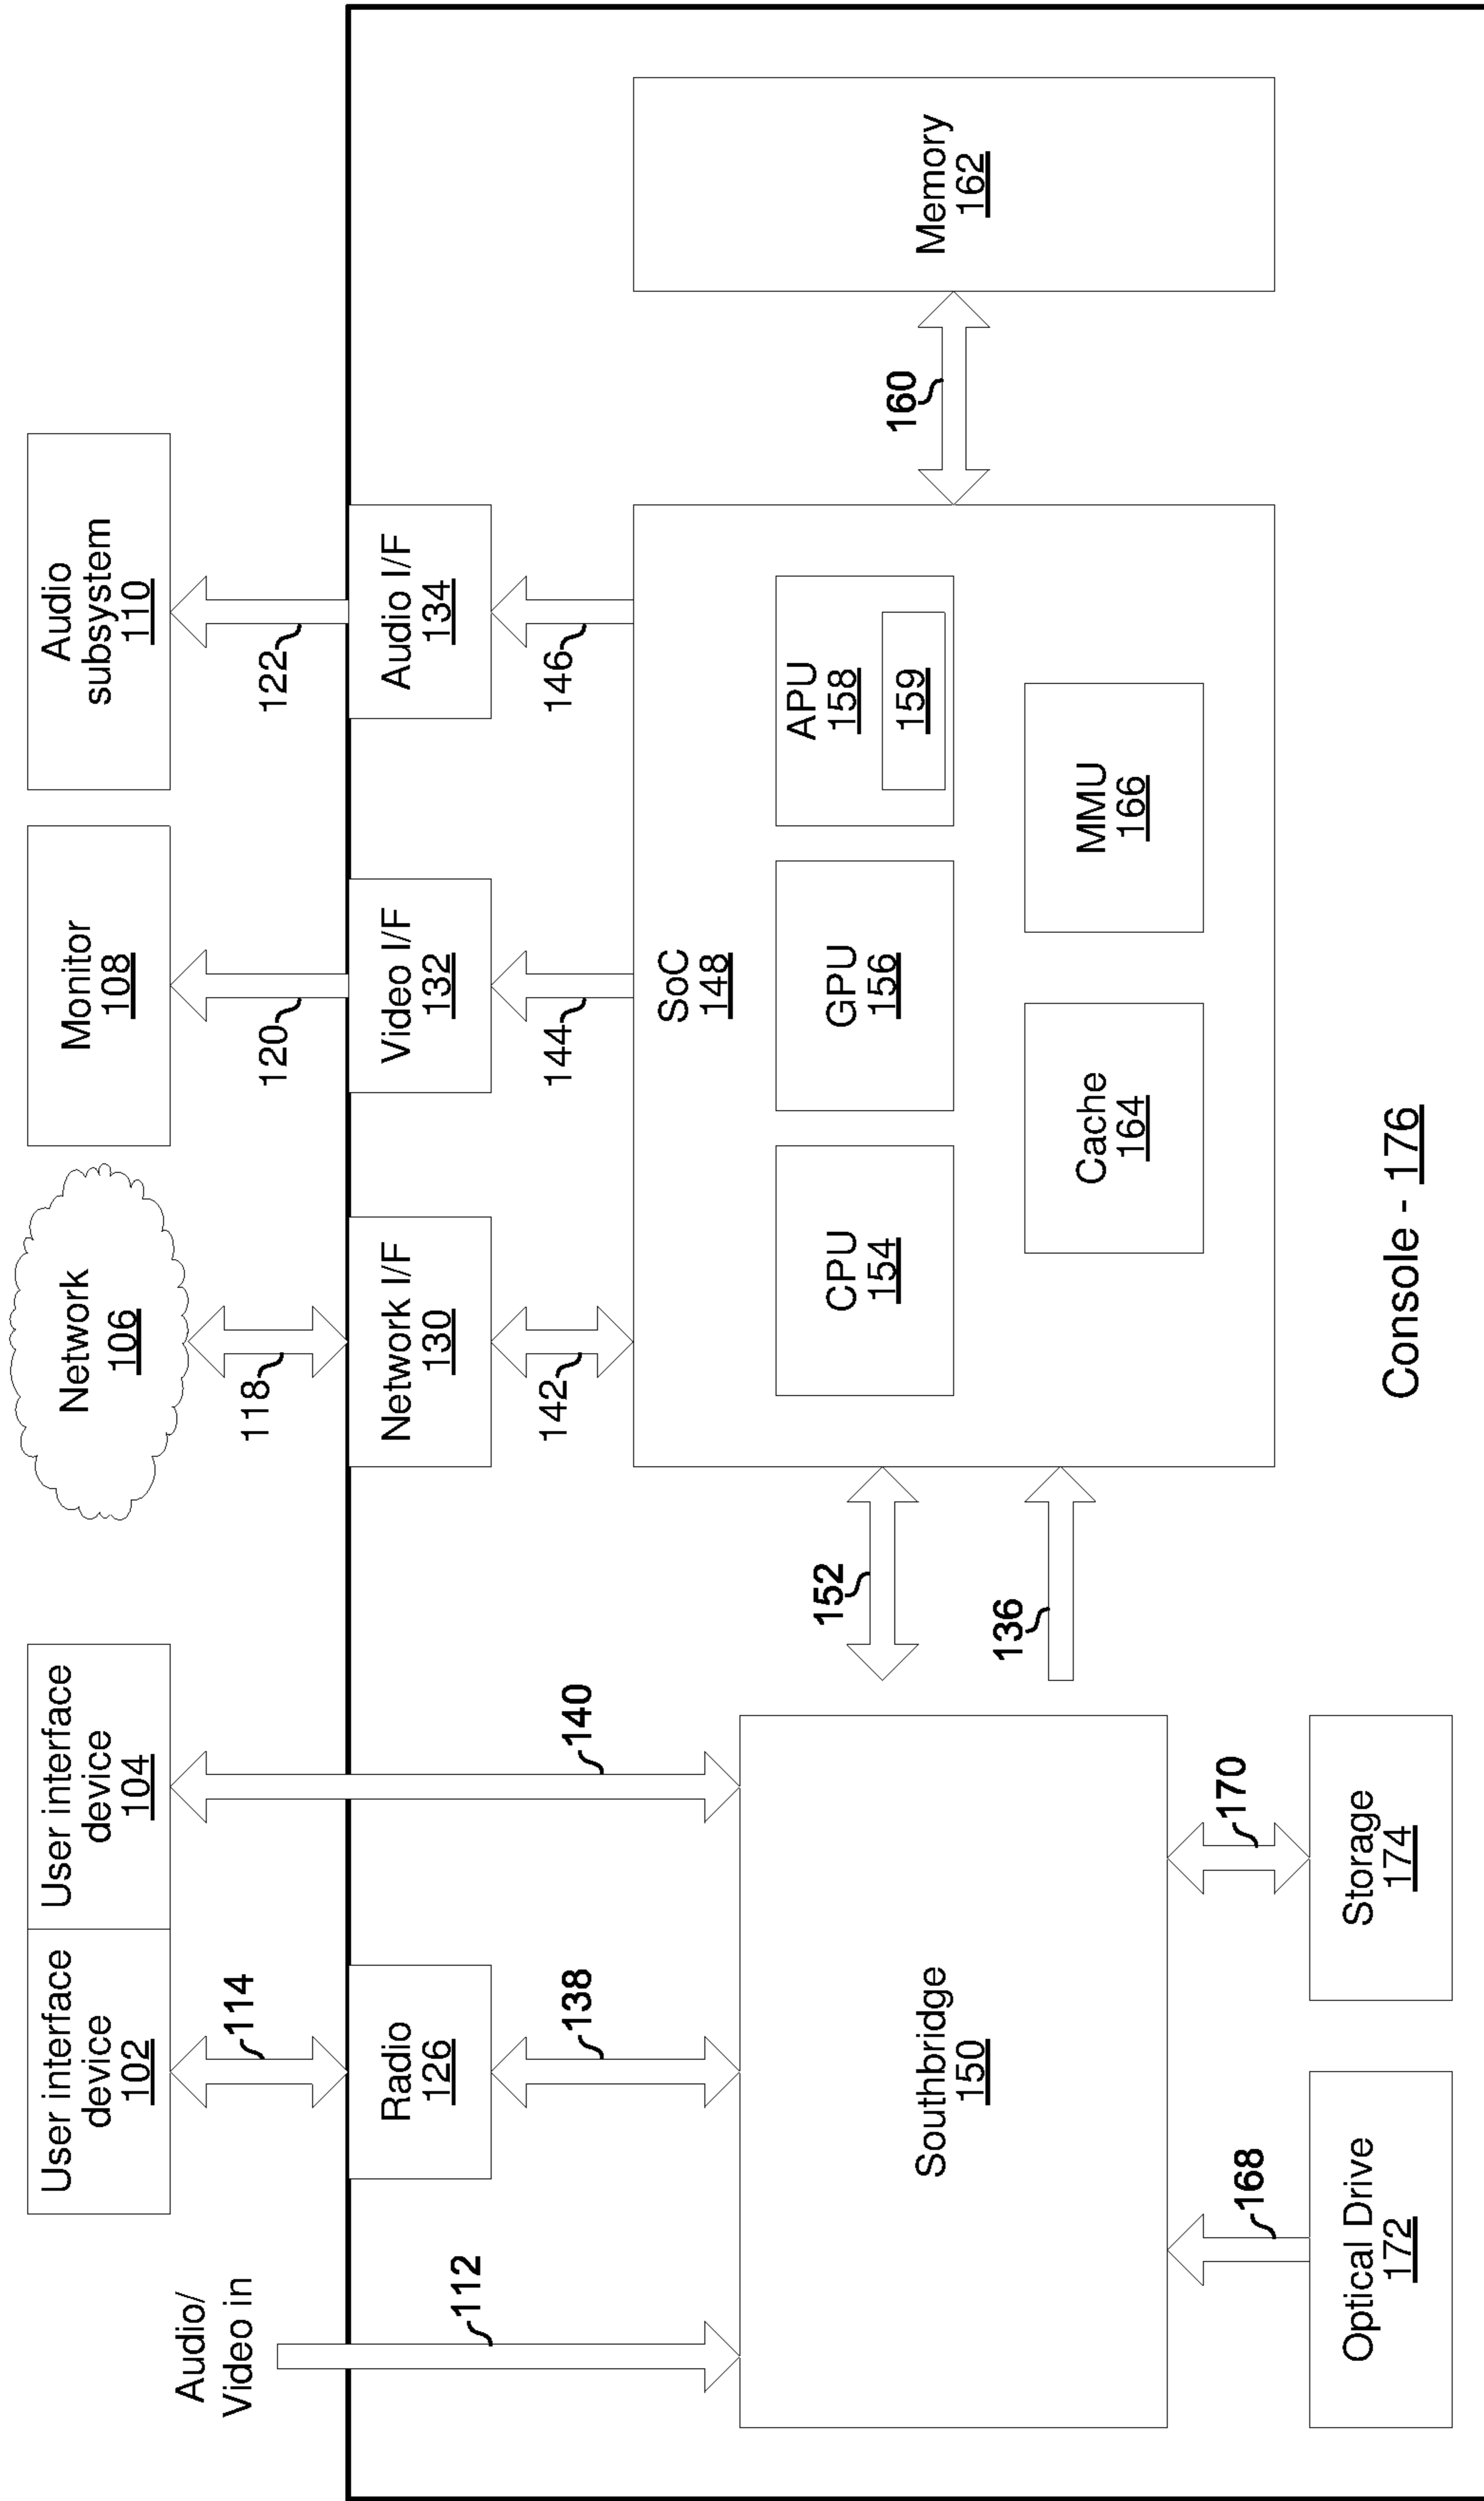 Audio/
Video in
User interface
device
102
User interface
device
104
Network
106
Monitor
108
Audio
subsystem
110
114
118
120
122
112
Radio
126
Network I/F
130
Video I/F
132
Audio I/F
134
138
140
142
144
146
SoC
148
Southbridge
150
152
136
CPU
154
GPU
156
APU
158
159
Cache
164
MMU
166
160
Memory
162
168
170
Optical Drive
172
Storage
174
Console - 176